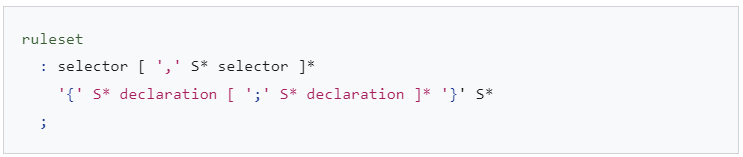 ruleset
: selector [ ',' S* selector ]*
'{' S* declaration [ ';' S* declaration ]* '}' S*
;